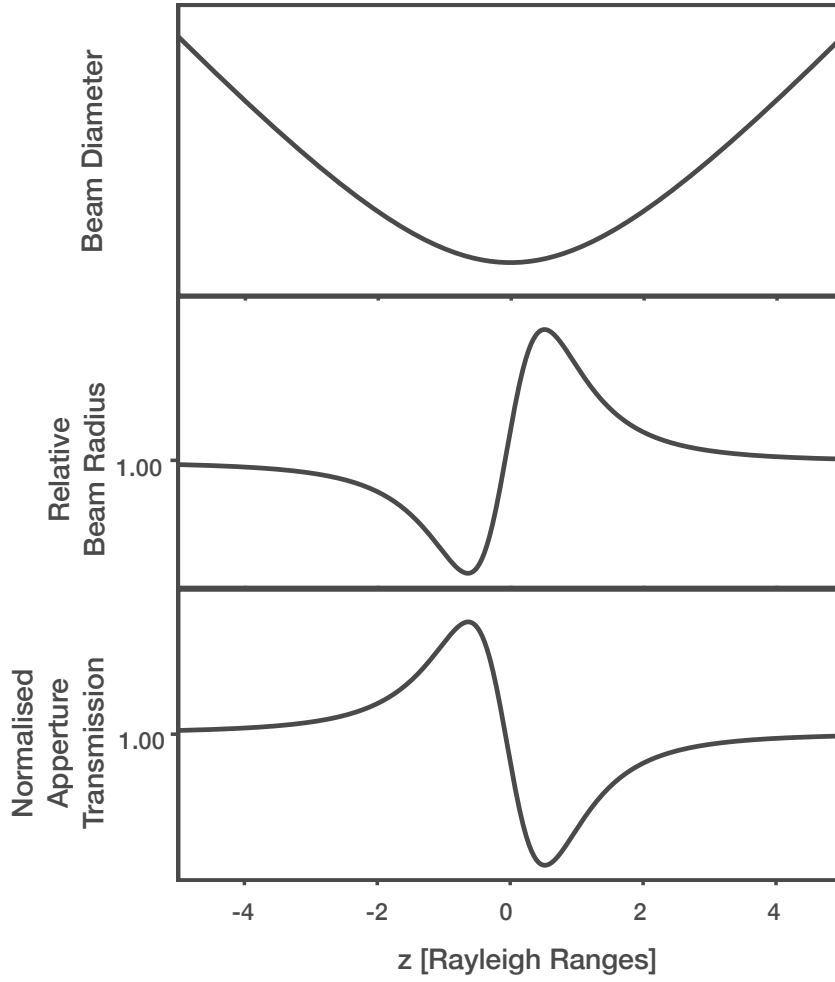 Beam Diameter
Relative
Beam Radius
1.00
Normalised
Apperture
Transmission
1.00
-4
-2
0
2
4
z [Rayleigh Ranges]